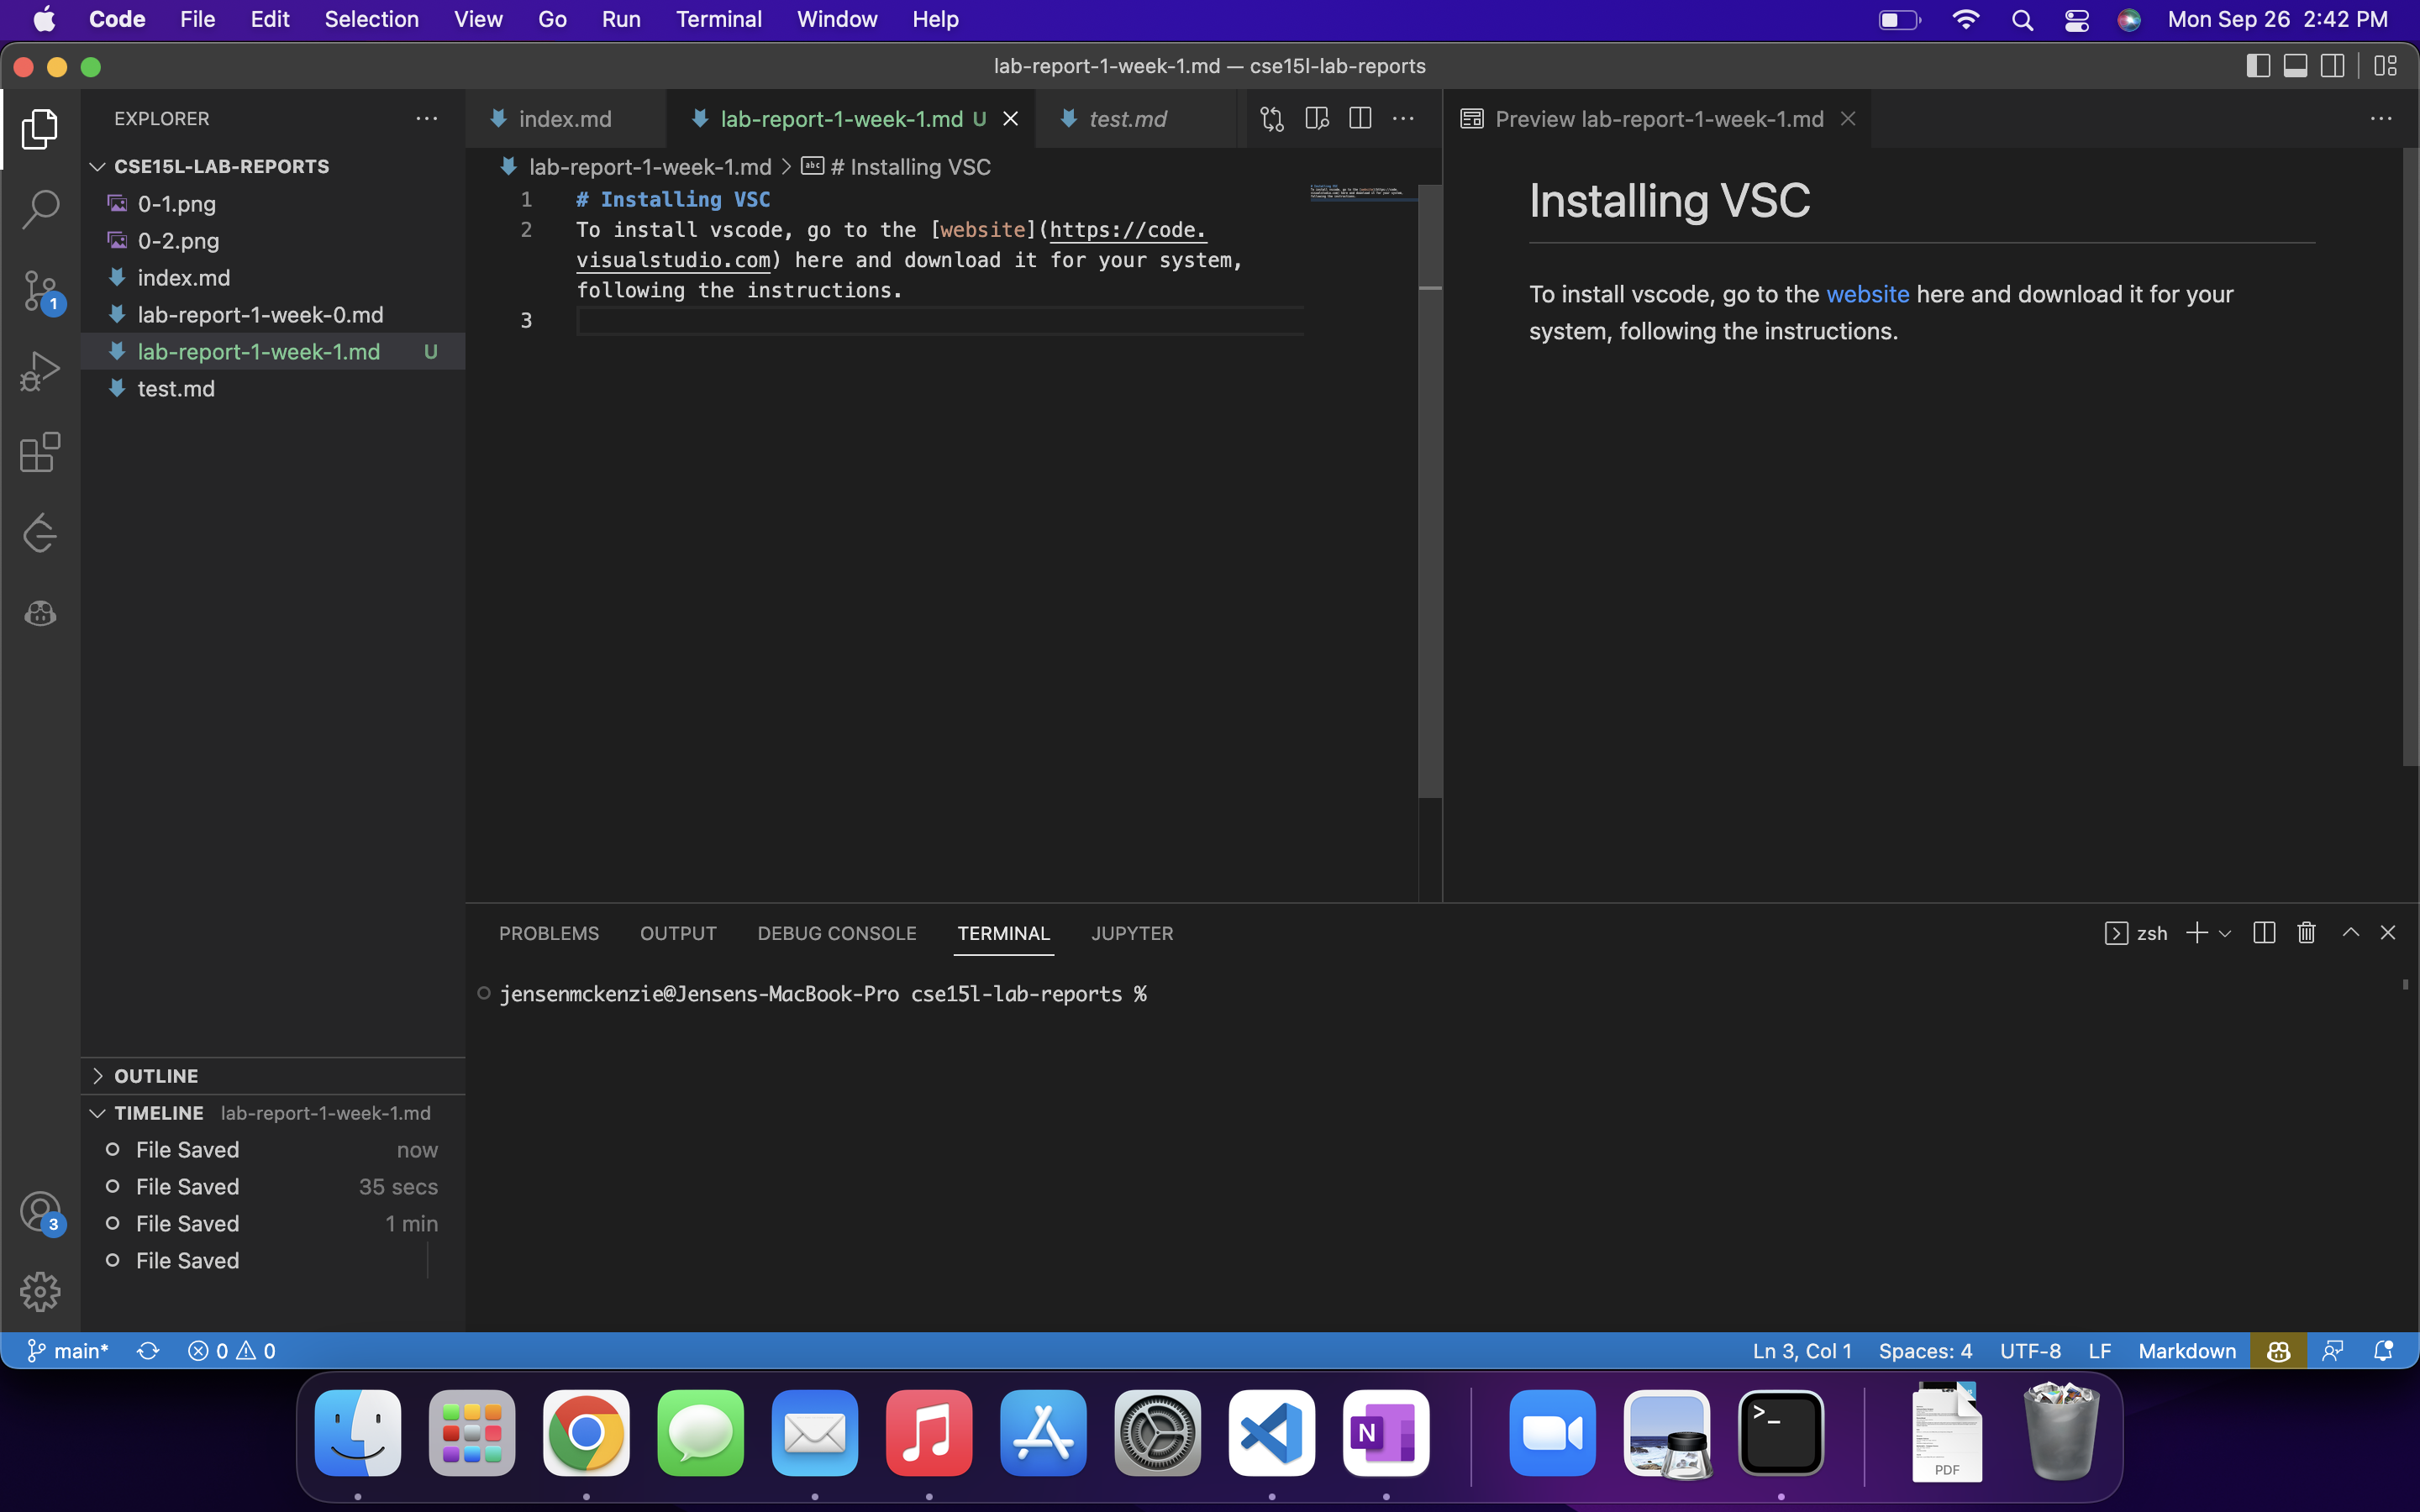 Code File Edit Selection View Go Run Terminal Window Help Mon Sep 26 2:42 PM
lab-report-1-week-1.md — cse15l-lab-reports
EXPLORER
CSE15L-LAB-REPORTS
0-1.png
0-2.png
index.md
lab-report-1-week-0.md
lab-report-1-week-1.md U
test.md
index.md lab-report-1-week-1.md U test.md
lab-report-1-week-1.md > abc # Installing VSC
1 # Installing VSC
2 To install vscode, go to the [website](https://code.
visualstudio.com) here and download it for your system,
following the instructions.
3
Preview lab-report-1-week-1.md
Installing VSC
To install vscode, go to the website here and download it for your
system, following the instructions.
PROBLEMS OUTPUT DEBUG CONSOLE TERMINAL JUPYTER zsh
jensenmckenzie@Jensens-MacBook-Pro cse15l-lab-reports %
OUTLINE
TIMELINE lab-report-1-week-1.md
File Saved now
File Saved 35 secs
File Saved 1 min
File Saved
1
3
main* 0 0 Ln 3, Col 1 Spaces: 4 UTF-8 LF Markdown
N
>_
PDF